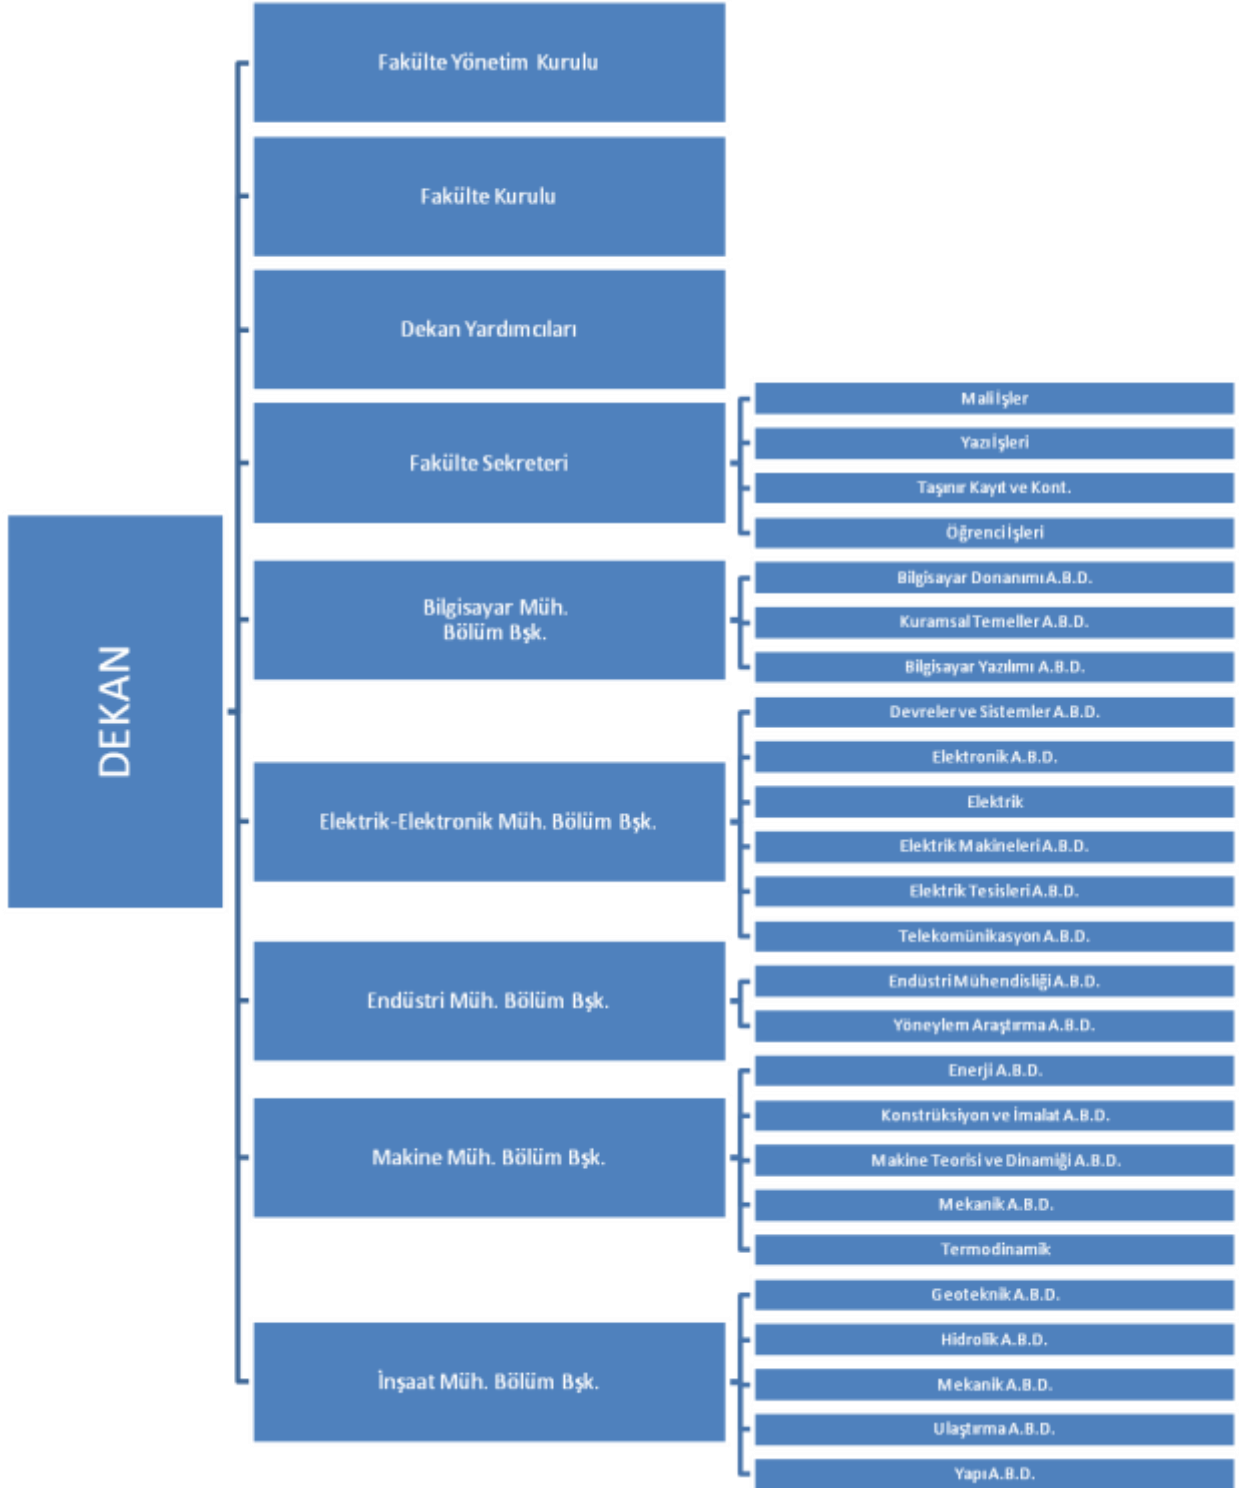 DEKAN
Fakülte Yönetim Kurulu
Fakülte Kurulu
Dekan Yardımcıları
Fakülte Sekreteri
Mali İşler
Yazı İşleri
Taşınır Kayıt ve Kont.
Öğrenci İşleri
Bilgisayar Müh.
Bölüm Bşk.
Bilgisayar Donanımı A.B.D.
Kuramsal Temeller A.B.D.
Bilgisayar Yazılımı A.B.D.
Elektrik-Elektronik Müh. Bölüm Bşk.
Devreler ve Sistemler A.B.D.
Elektronik A.B.D.
Elektrik
Elektrik Makineleri A.B.D.
Elektrik Tesisleri A.B.D.
Telekomünikasyon A.B.D.
Endüstri Müh. Bölüm Bşk.
Endüstri Mühendisliği A.B.D.
Yöneylem Araştırma A.B.D.
Makine Müh. Bölüm Bşk.
Enerji A.B.D.
Konstrüksiyon ve İmalat A.B.D.
Makine Teorisi ve Dinamiği A.B.D.
Mekanik A.B.D.
Termodinamik
İnşaat Müh. Bölüm Bşk.
Geoteknik A.B.D.
Hidrolik A.B.D.
Mekanik A.B.D.
Ulaştırma A.B.D.
Yapı A.B.D.